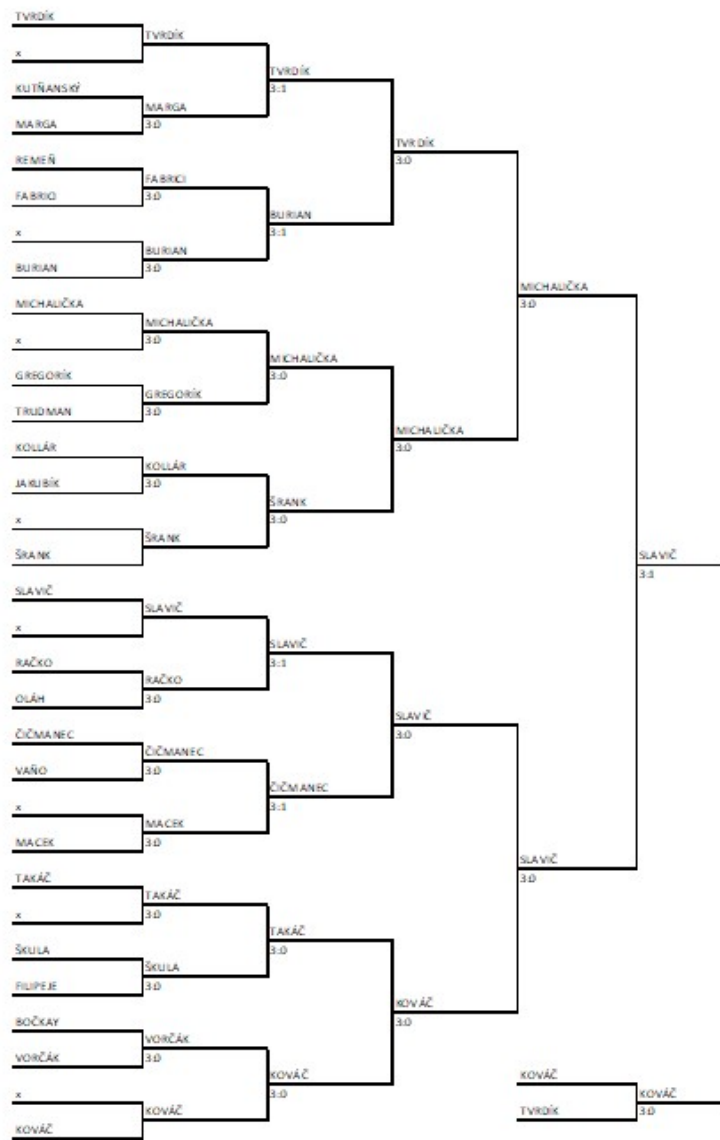 TVRDÍK
x
KUTŇANSKÝ
MARGA
REMEŇ
FABRICI
x
BURIAN
MICHALIČKA
x
GREGORÍK
TRUDMAN
KOLLÁR
JAKUBÍK
x
ŠRANK
SLAVIČ
x
RAČKO
OLÁH
ČIČMANEC
VAŇO
x
MACEK
TAKÁČ
x
ŠKULA
FILIPEJE
BOČKAY
VORČÁK
x
KOVÁČ
TVRDÍK
MARGA
3:0
FABRICI
3:0
BURIAN
3:0
MICHALIČKA
3:0
GREGORÍK
3:0
KOLLÁR
3:0
ŠRANK
SLAVIČ
RAČKO
3:0
ČIČMANEC
3:0
MACEK
3:0
TAKÁČ
3:0
ŠKULA
3:0
VORČÁK
3:0
KOVÁČ
TVRDÍK
3:1
BURIAN
3:1
MICHALIČKA
3:0
ŠRANK
3:0
SLAVIČ
3:1
ČIČMANEC
3:1
TAKÁČ
3:0
KOVÁČ
3:0
TVRDÍK
3:0
MICHALIČKA
3:0
SLAVIČ
3:0
KOVÁČ
3:0
MICHALIČKA
3:0
SLAVIČ
3:0
SLAVIČ
3:1
KOVÁČ
TVRDÍK
KOVÁČ
3:0